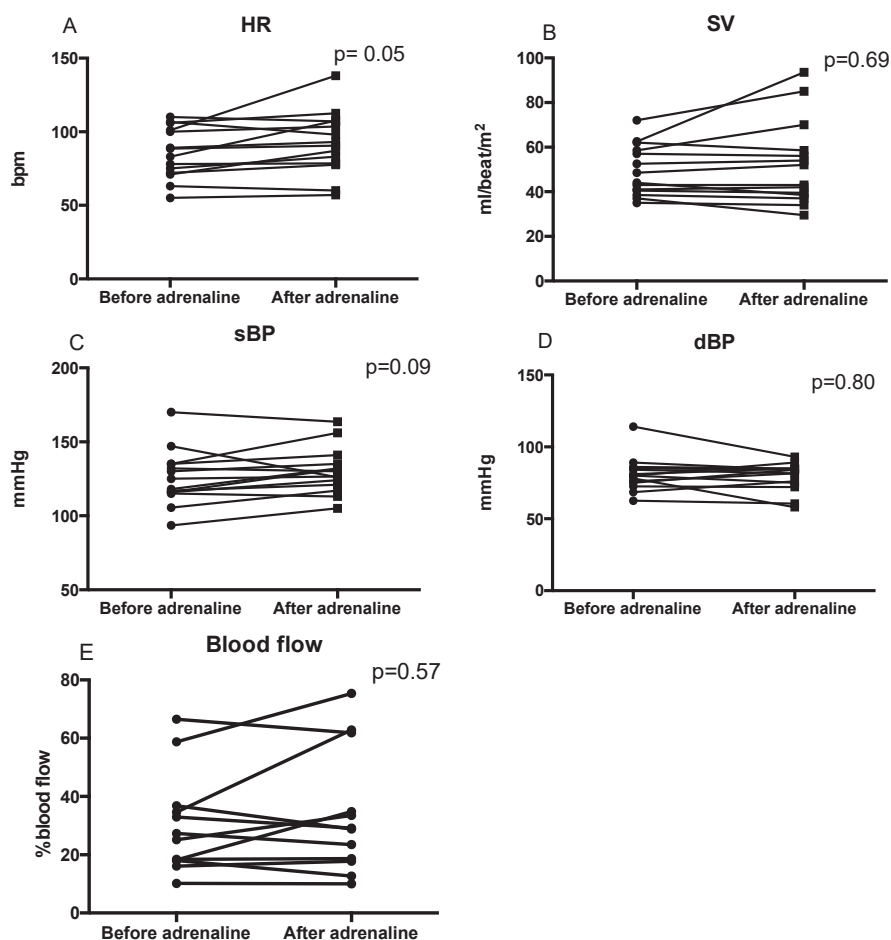 A
HR
p= 0.05
150
100
50
0
bpm
Before adrenaline
After adrenaline
B
SV
p=0.69
100
80
60
40
20
0
ml/beat/m²
Before adrenaline
After adrenaline
C
sBP
p=0.09
200
150
100
50
mmHg
Before adrenaline
After adrenaline
D
dBP
p=0.80
150
100
50
0
mmHg
Before adrenaline
After adrenaline
E
Blood flow
p=0.57
80
60
40
20
0
%blood flow
Before adrenaline
After adrenaline